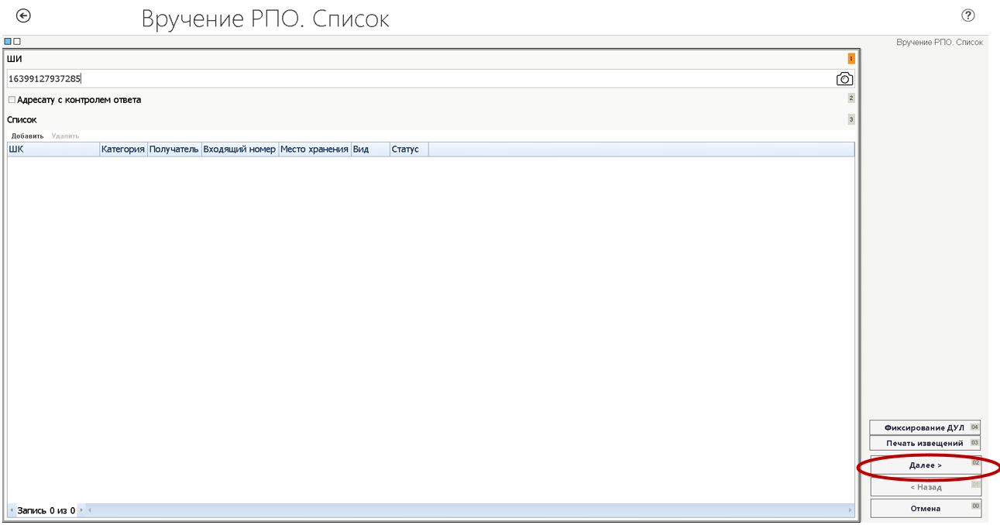 Вручение РПО. Список
?
Вручение РПО. Список
ШИ 1
16399127937285
Адресату с контролем ответа 2
Список 3
Добавить Удалить
ШК Категория Получатель Входящий номер Место хранения Вид Статус
Фиксирование ДУЛ 04
Печать извещений 03
Далее > 02
< Назад
Отмена 00
Запись 0 из 0